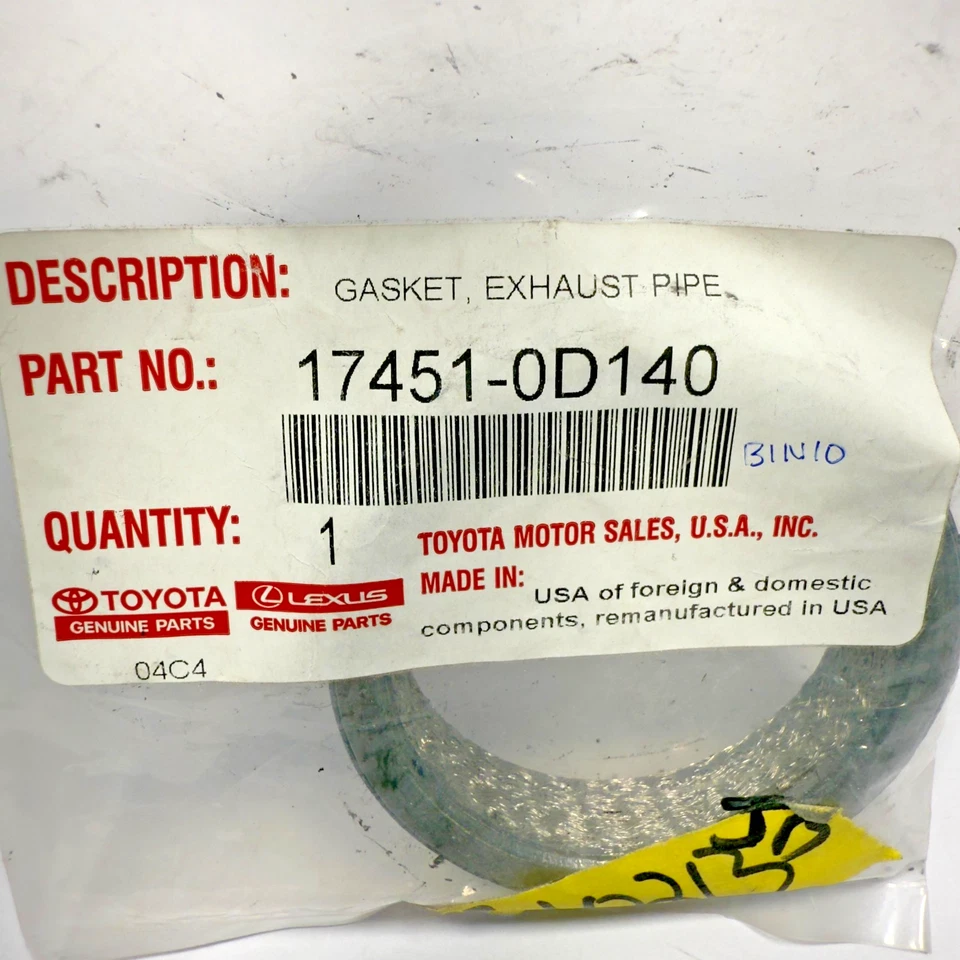 DESCRIPTION: GASKET, EXHAUST PIPE
PART NO.: 17451-0D140
B1N10
QUANTITY: 1
TOYOTA MOTOR SALES, U.S.A., INC.
MADE IN: USA of foreign & domestic
components, remanufactured in USA
TOYOTA
GENUINE PARTS
LEXUS
GENUINE PARTS
04C4